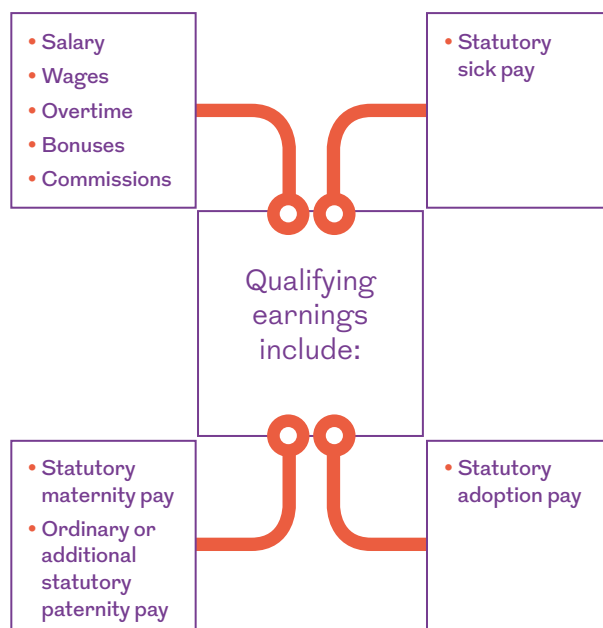 • Salary
• Wages
• Overtime
• Bonuses
• Commissions
• Statutory
sick pay
Qualifying
earnings
include:
• Statutory
maternity pay
• Ordinary or
additional
statutory
paternity pay
• Statutory
adoption pay